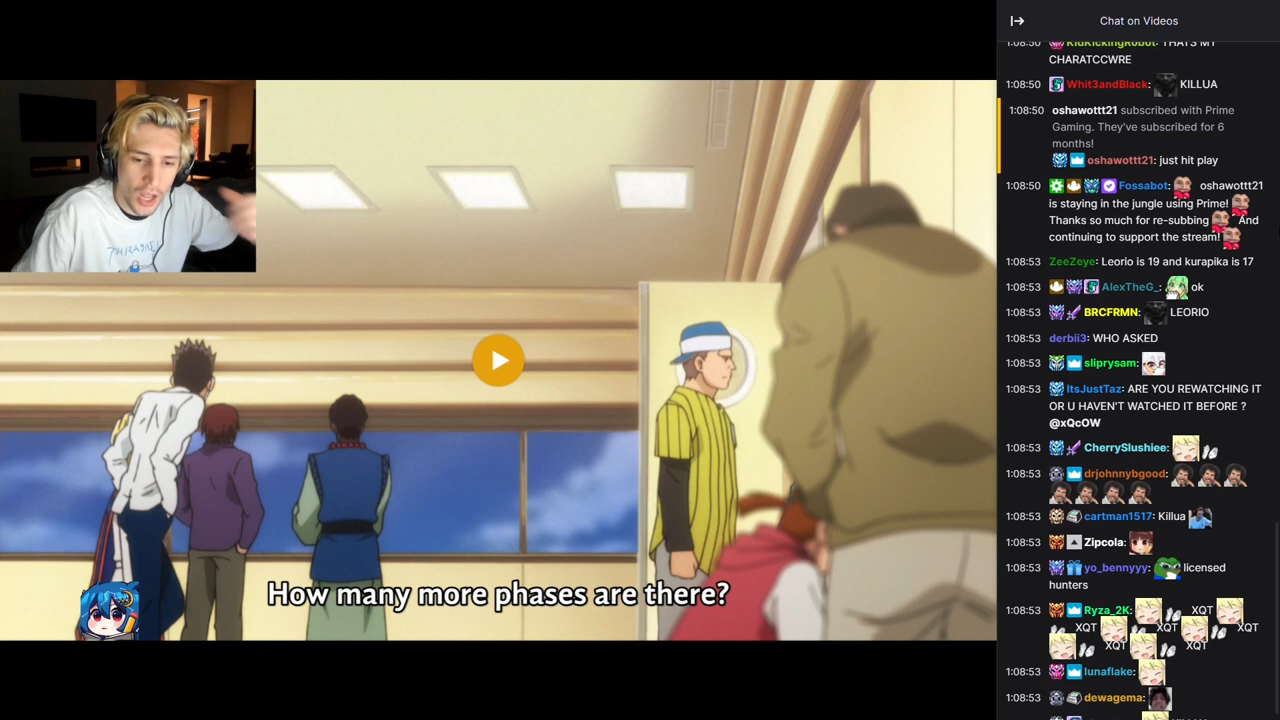 Chat on Videos
1:08:50 KidKickingRobot: THATS MY
CHARATCCWRE
1:08:50 Whit3andBlack: KILLUA
1:08:50 oshawottt21 subscribed with Prime
Gaming. They've subscribed for 6
months!
oshawottt21: just hit play
1:08:50 Fossabot: oshawottt21
is staying in the jungle using Prime!
Thanks so much for re-subbing And
continuing to support the stream!
1:08:53 ZeeZeye: Leorio is 19 and kurapika is 17
1:08:53 AlexTheG_: ok
1:08:53 BRCFRMN: LEORIO
1:08:53 derbii3: WHO ASKED
1:08:53 sliprysam:
1:08:53 ItsJustTaz: ARE YOU REWATCHING IT
OR U HAVEN'T WATCHED IT BEFORE ?
@xQcOW
1:08:53 CherrySlushiee:
1:08:53 drjohnnybgood:
1:08:53 cartman1517: Killua
1:08:53 Zipcola:
1:08:53 yo_bennyyy: licensed
hunters
1:08:53 Ryza_2K: XQT
XQT XQT XQT
XQT XQT
1:08:53 lunaflake:
1:08:53 dewagema:
THRASHER
How many more phases are there?